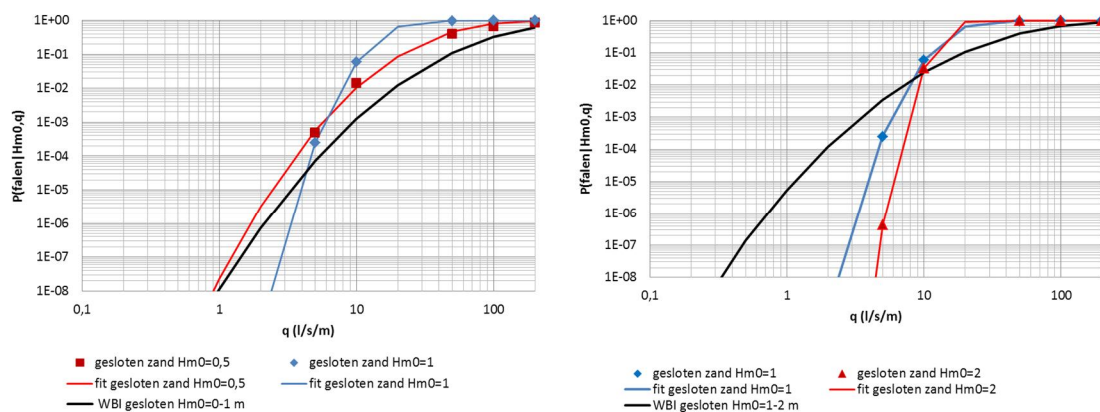 1E+00
1E-01
1E-02
1E-03
1E-04
1E-05
1E-06
1E-07
1E-08
P(falen|Hm0,q)
0,1 1 10 100
q (l/s/m)
gesloten zand Hm0=0,5 gesloten zand Hm0=1
fit gesloten zand Hm0=0,5 fit gesloten zand Hm0=1
WBI gesloten Hm0=0-1 m
1E+00
1E-01
1E-02
1E-03
1E-04
1E-05
1E-06
1E-07
1E-08
P(falen|Hm0,q)
0,1 1 10 100
q (l/s/m)
gesloten zand Hm0=1 gesloten zand Hm0=2
fit gesloten zand Hm0=1 fit gesloten zand Hm0=2
WBI gesloten Hm0=1-2 m